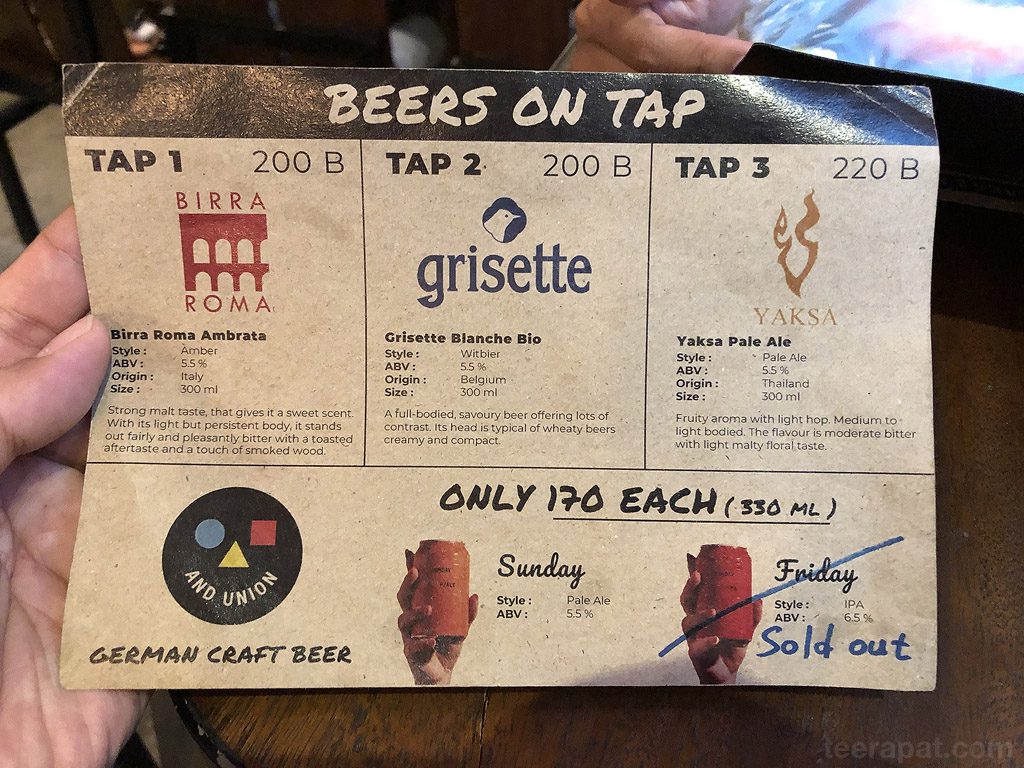 BEERS ON TAP
TAP 1 200 B
BIRRA
ROMA
Birra Roma Ambrata
Style : Amber
ABV : 5.5 %
Origin : Italy
Size : 300 ml
Strong malt taste, that gives it a sweet scent.
With its light but persistent body, it stands
out fairly and pleasantly bitter with a toasted
aftertaste and a touch of smoked wood.
TAP 2 200 B
grisette
Grisette Blanche Bio
Style : Witbier
ABV : 5.5 %
Origin : Belgium
Size : 300 ml
A full-bodied, savoury beer offering lots of
contrast. Its head is typical of wheaty beers
creamy and compact.
TAP 3 220 B
YAKSA
Yaksa Pale Ale
Style : Pale Ale
ABV : 5.5 %
Origin : Thailand
Size : 300 ml
Fruity aroma with light hop. Medium to
light bodied. The flavour is moderate bitter
with light malty floral taste.
AND UNION
GERMAN CRAFT BEER
ONLY 170 EACH ( 330 ML )
Sunday
Style : Pale Ale
ABV : 5.5 %
Friday
Style : IPA
ABV : 6.5 %
Sold out
teerapat.com